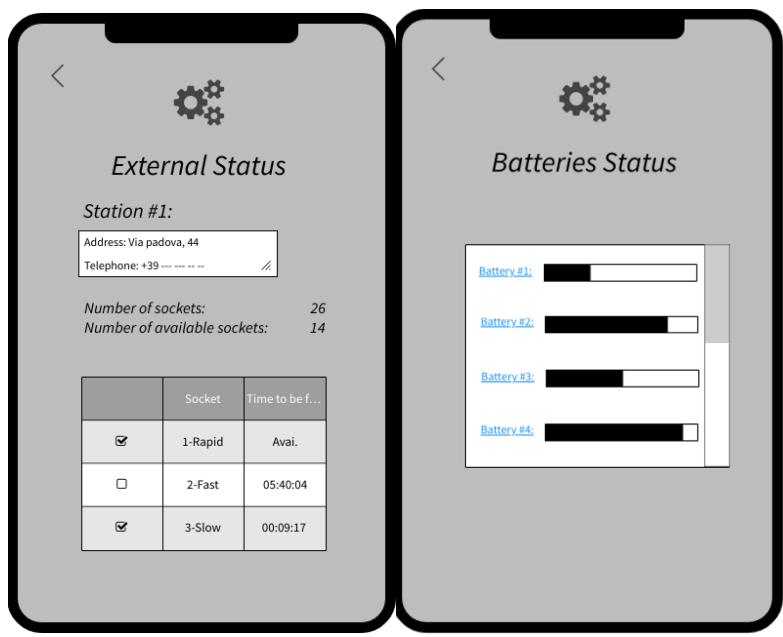 External Status
Station #1:
Address: Via padova, 44
Telephone: +39 --- --- -- --
Number of sockets: 26
Number of available sockets: 14
Socket Time to be f...
1-Rapid Avai.
2-Fast 05:40:04
3-Slow 00:09:17
Batteries Status
Battery #1:
Battery #2:
Battery #3:
Battery #4: